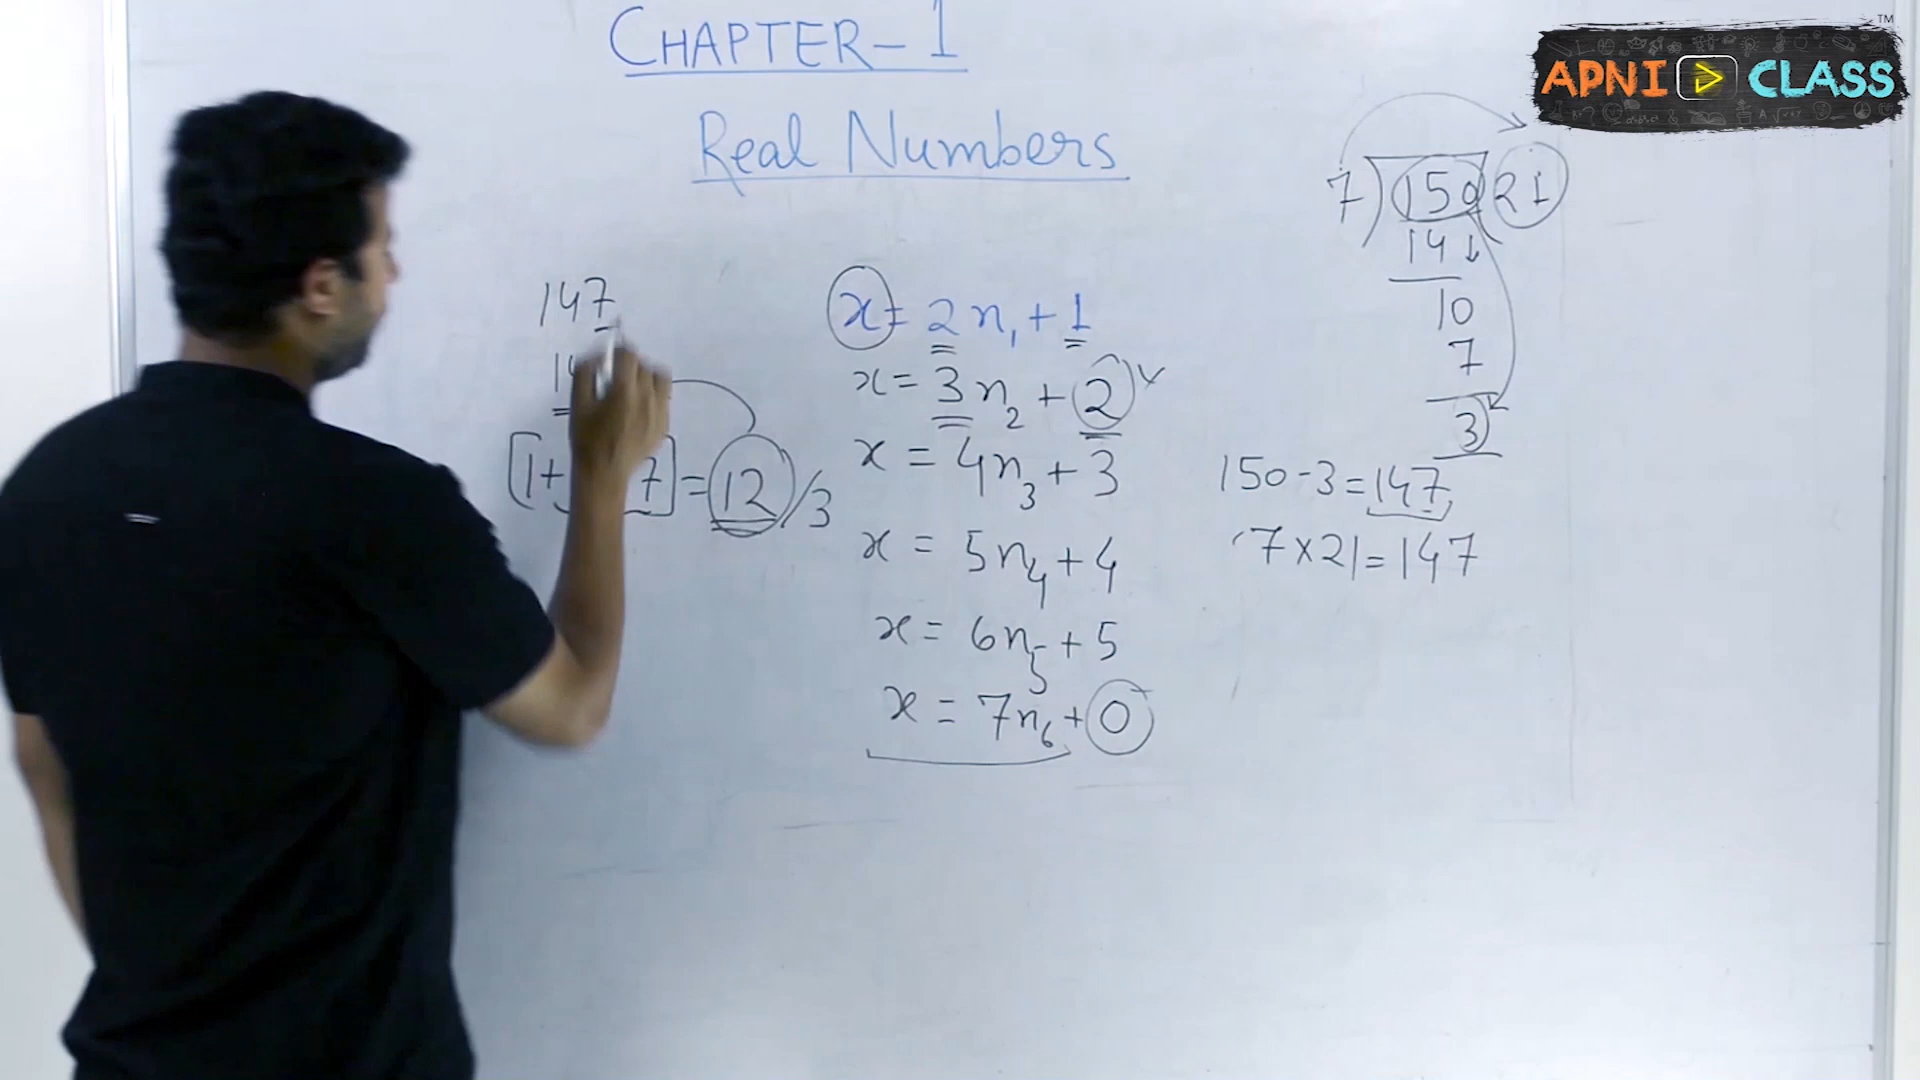 CHAPTER-1
Real Numbers
APNI CLASS
TM
147
[1+ 7] = 12/3
x = 2n₁ + 1
x = 3n₂ + 2
x = 4n₃ + 3
x = 5n₄ + 4
x = 6n₅ + 5
x = 7n₆ + 0
7)150(21
14↓
10
7
3
150-3=147
7×21=147